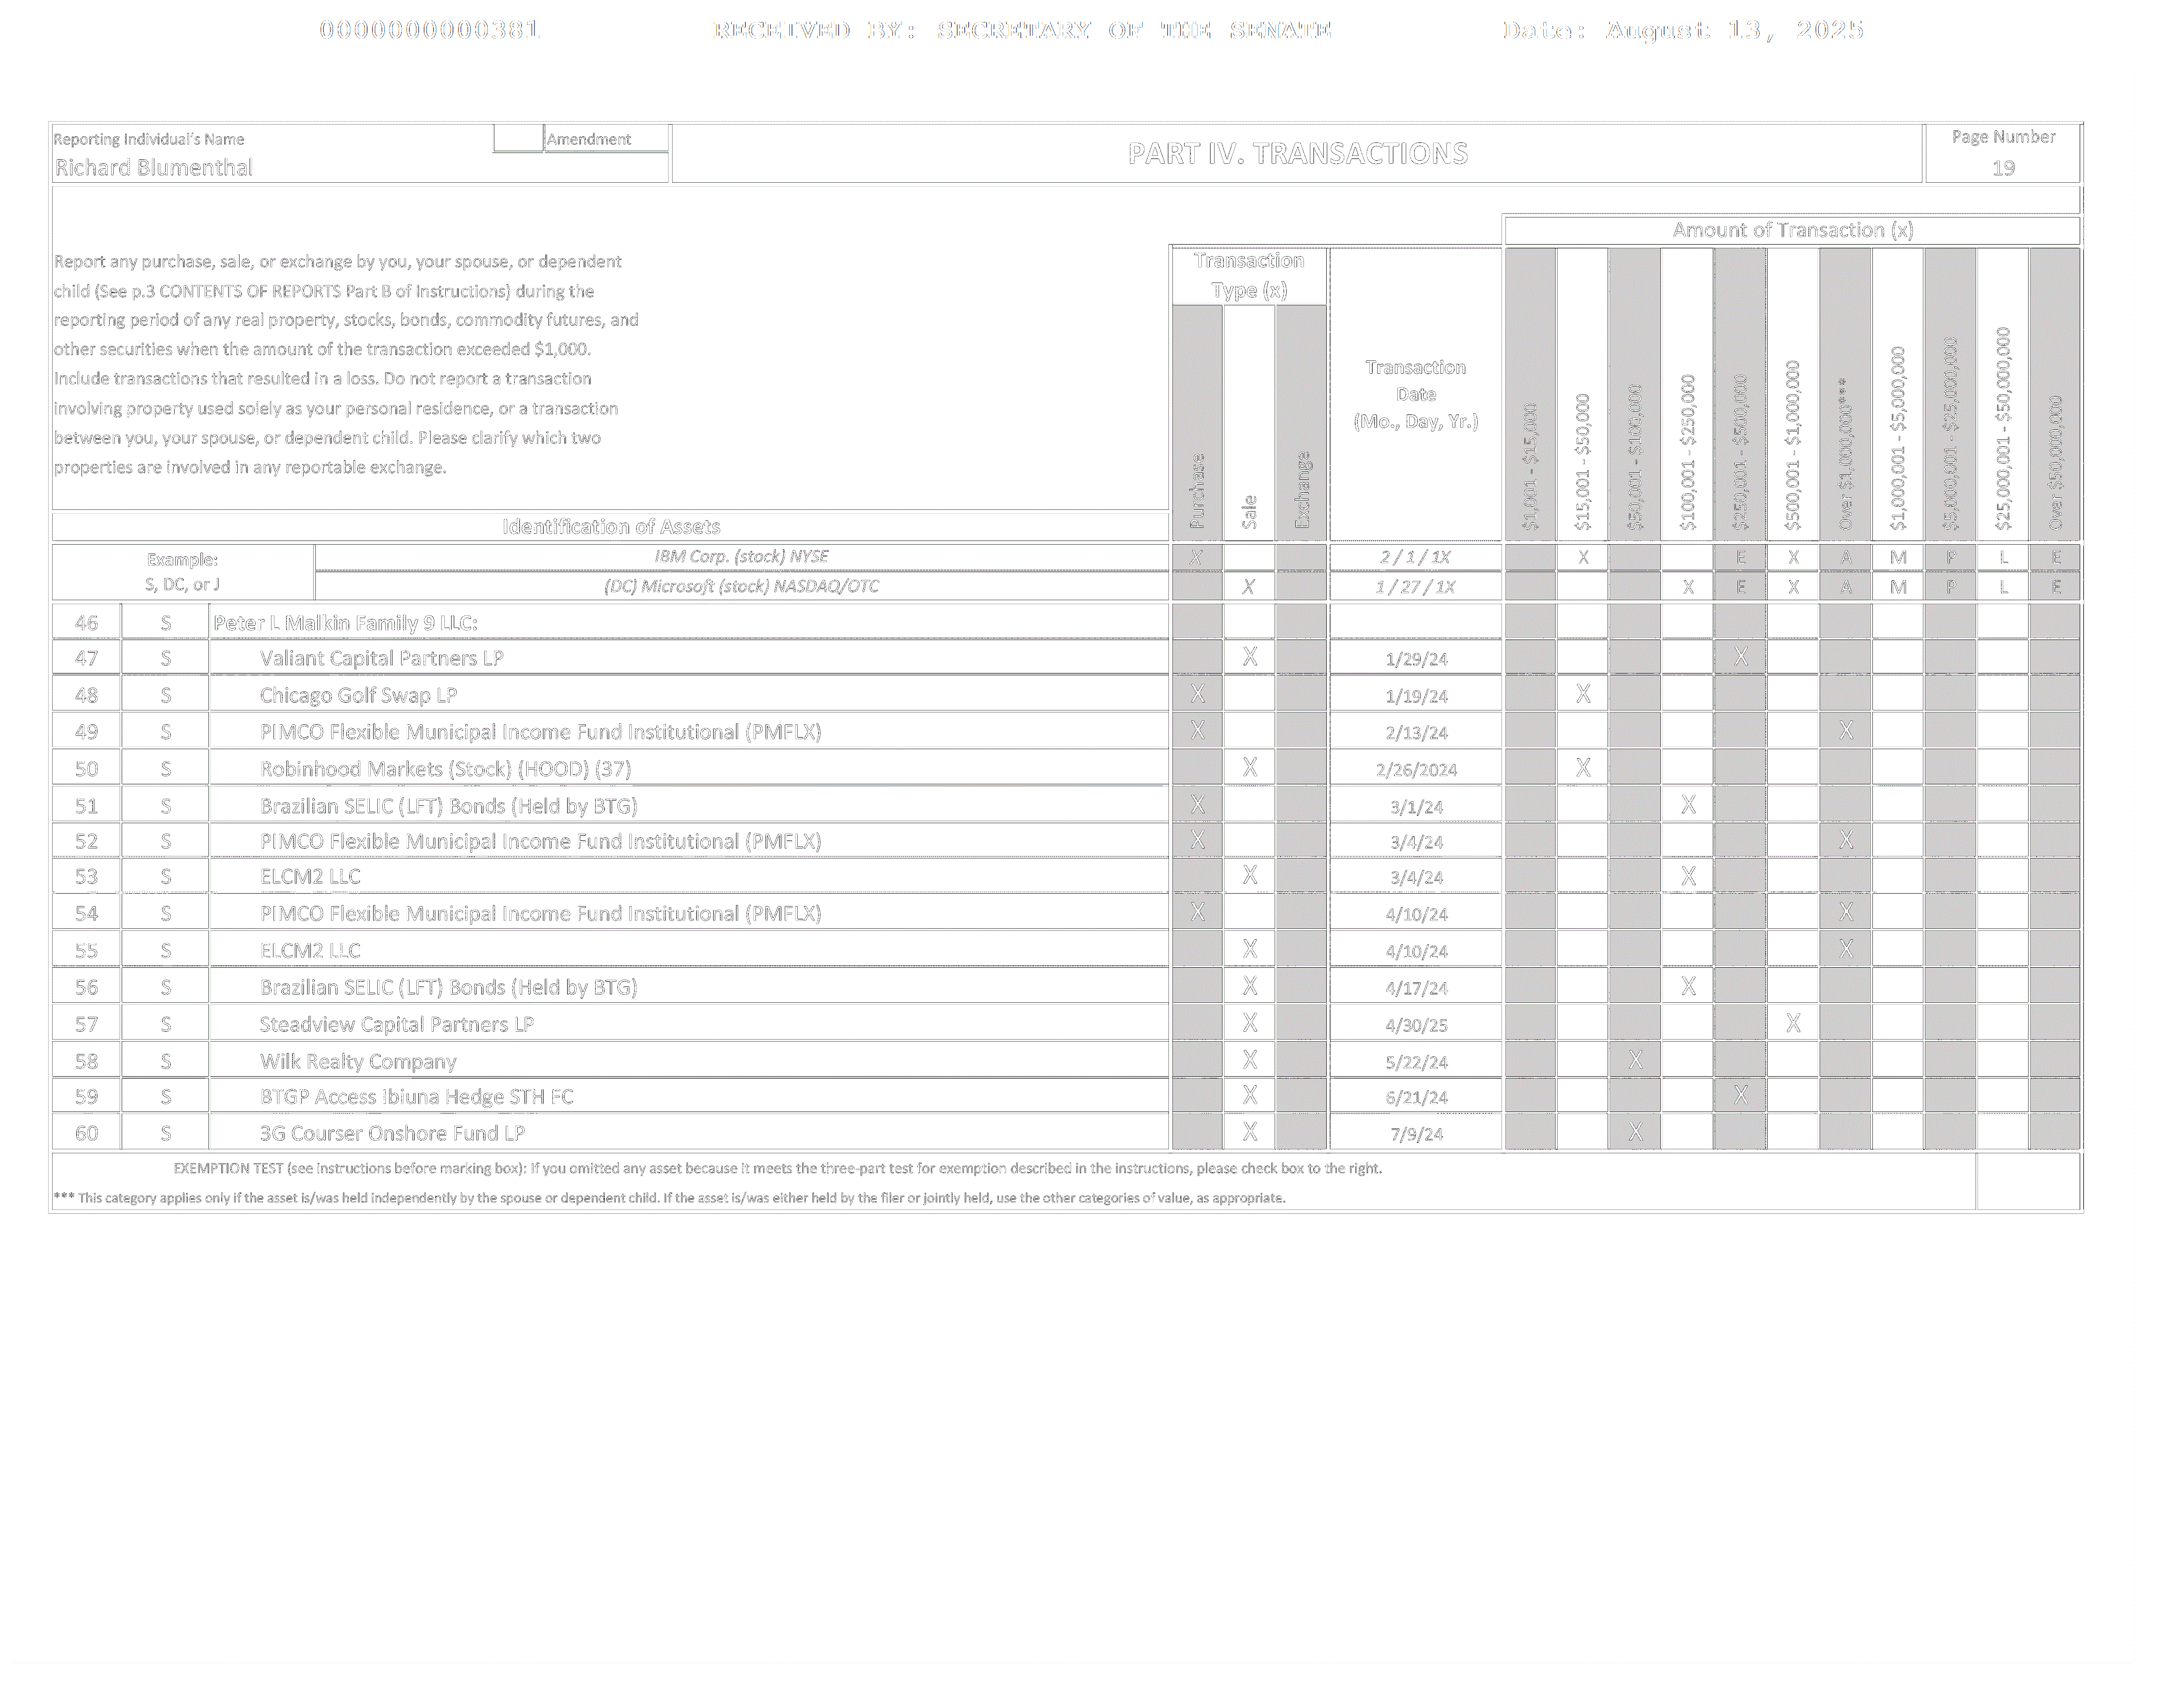 0000000000381 RECEIVED BY: SECRETARY OF THE SENATE Date: August 13, 2025
Reporting Individual's Name
Richard Blumenthal
Amendment
PART IV. TRANSACTIONS
Page Number
19
Report any purchase, sale, or exchange by you, your spouse, or dependent
child (See p.3 CONTENTS OF REPORTS Part B of Instructions) during the
reporting period of any real property, stocks, bonds, commodity futures, and
other securities when the amount of the transaction exceeded $1,000.
Include transactions that resulted in a loss. Do not report a transaction
involving property used solely as your personal residence, or a transaction
between you, your spouse, or dependent child. Please clarify which two
properties are involved in any reportable exchange.
Identification of Assets
Transaction
Type (x)
Purchase
Sale
Exchange
Transaction
Date
(Mo., Day, Yr.)
Amount of Transaction (x)
$1,001 - $15,000
$15,001 - $50,000
$50,001 - $100,000
$100,001 - $250,000
$250,001 - $500,000
$500,001 - $1,000,000
Over $1,000,000***
$1,000,001 - $5,000,000
$5,000,001 - $25,000,000
$25,000,001 - $50,000,000
Over $50,000,000
Example:
S, DC, or J
IBM Corp. (stock) NYSE X 2 / 1 / 1X X E X A M P L E
(DC) Microsoft (stock) NASDAQ/OTC X 1 / 27 / 1X X E X A M P L E
46 S Peter L Malkin Family 9 LLC:
47 S Valiant Capital Partners LP X 1/29/24 X
48 S Chicago Golf Swap LP X 1/19/24 X
49 S PIMCO Flexible Municipal Income Fund Institutional (PMFLX) X 2/13/24 X
50 S Robinhood Markets (Stock) (HOOD) (37) X 2/26/2024 X
51 S Brazilian SELIC (LFT) Bonds (Held by BTG) X 3/1/24 X
52 S PIMCO Flexible Municipal Income Fund Institutional (PMFLX) X 3/4/24 X
53 S ELCM2 LLC X 3/4/24 X
54 S PIMCO Flexible Municipal Income Fund Institutional (PMFLX) X 4/10/24 X
55 S ELCM2 LLC X 4/10/24 X
56 S Brazilian SELIC (LFT) Bonds (Held by BTG) X 4/17/24 X
57 S Steadview Capital Partners LP X 4/30/25 X
58 S Wilk Realty Company X 5/22/24 X
59 S BTGP Access Ibiuna Hedge STH FC X 6/21/24 X
60 S 3G Courser Onshore Fund LP X 7/9/24 X
EXEMPTION TEST (see instructions before marking box): If you omitted any asset because it meets the three-part test for exemption described in the instructions, please check box to the right.
*** This category applies only if the asset is/was held independently by the spouse or dependent child. If the asset is/was either held by the filer or jointly held, use the other categories of value, as appropriate.